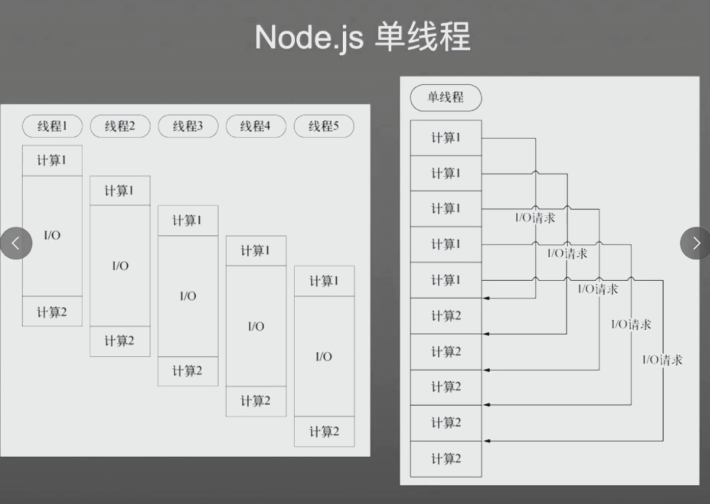 Node.js 单线程
线程1 线程2 线程3 线程4 线程5
计算1
计算1
计算1
计算1
计算1
I/O
I/O
I/O
I/O
I/O
计算2
计算2
计算2
计算2
计算2
单线程
计算1
计算1
计算1
计算1
计算1
计算2
计算2
计算2
计算2
计算2
I/O请求
I/O请求
I/O请求
I/O请求
I/O请求